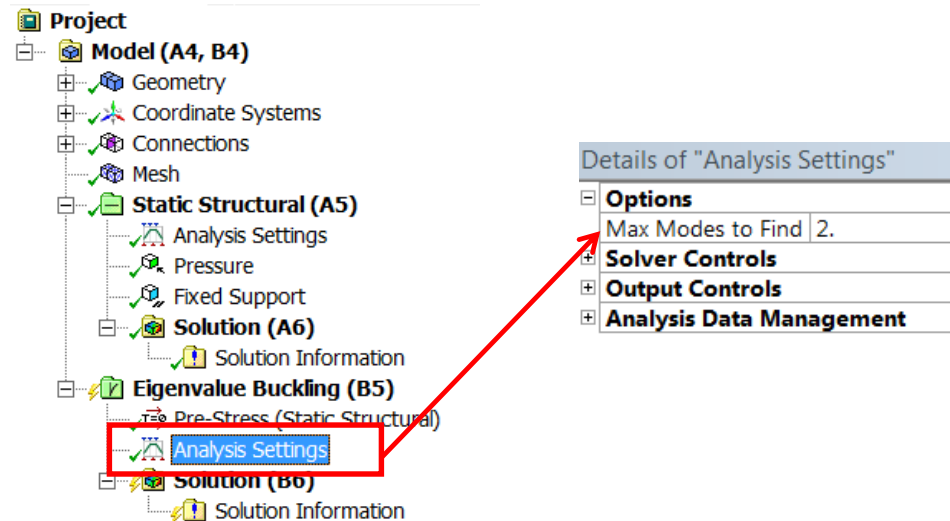 Project
Model (A4, B4)
Geometry
Coordinate Systems
Connections
Mesh
Static Structural (A5)
Analysis Settings
Pressure
Fixed Support
Solution (A6)
Solution Information
Eigenvalue Buckling (B5)
Pre-Stress (Static Structural)
Analysis Settings
Solution (B6)
Solution Information
Details of "Analysis Settings"
Options
Max Modes to Find 2.
Solver Controls
Output Controls
Analysis Data Management